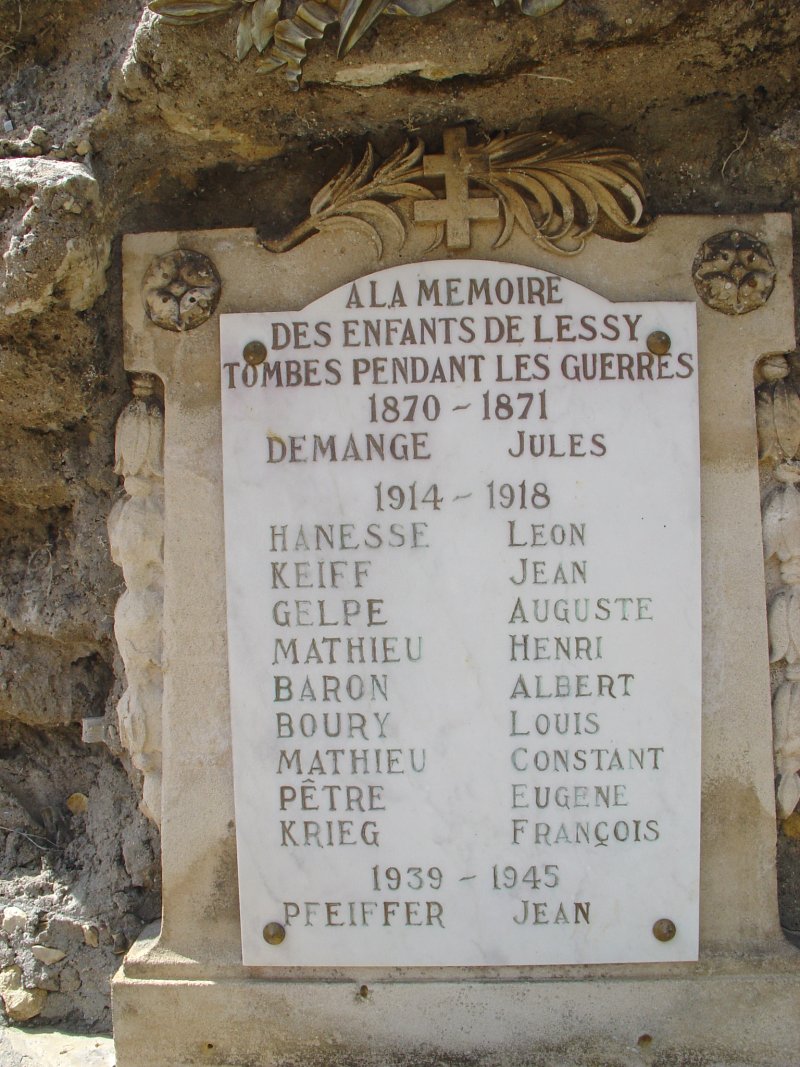 A LA MEMOIRE
DES ENFANTS DE LESSY
TOMBES PENDANT LES GUERRES
1870 - 1871
DEMANGE JULES
1914 - 1918
HANESSE LEON
KEIFF JEAN
GELPE AUGUSTE
MATHIEU HENRI
BARON ALBERT
BOURY LOUIS
MATHIEU CONSTANT
PÊTRE EUGENE
KRIEG FRANÇOIS
1939 - 1945
PFEIFFER JEAN